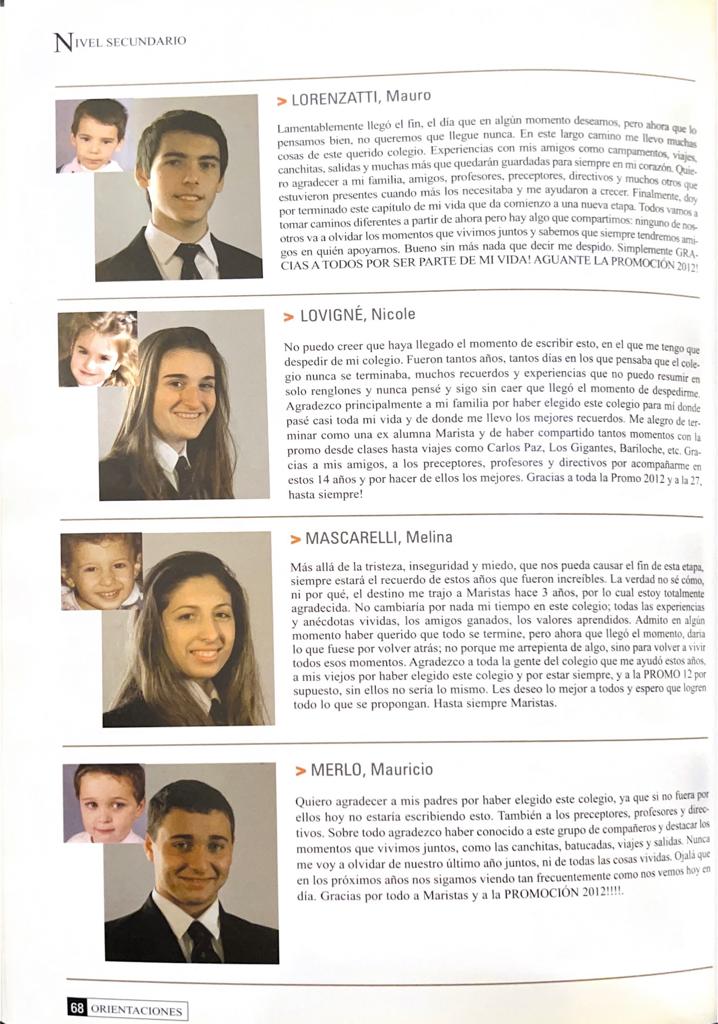 NIVEL SECUNDARIO
> LORENZATTI, Mauro
Lamentablemente llegó el fin, el día que en algún momento deseamos, pero ahora que lo
pensamos bien, no queremos que llegue nunca. En este largo camino me llevo muchas
cosas de este querido colegio. Experiencias con mis amigos como campamentos, viajes,
canchitas, salidas y muchas más que quedarán guardadas para siempre en mi corazón. Quie-
ro agradecer a mi familia, amigos, profesores, preceptores, directivos y muchos otros que
estuvieron presentes cuando más los necesitaba y me ayudaron a crecer. Finalmente, doy
por terminado este capítulo de mi vida que da comienzo a una nueva etapa. Todos vamos a
tomar caminos diferentes a partir de ahora pero hay algo que compartimos: ninguno de nos-
otros va a olvidar los momentos que vivimos juntos y sabemos que siempre tendremos ami-
gos en quién apoyarnos. Bueno sin más nada que decir me despido. Simplemente GRA-
CIAS A TODOS POR SER PARTE DE MI VIDA! AGUANTE LA PROMOCIÓN 2012!
> LOVIGNÉ, Nicole
No puedo creer que haya llegado el momento de escribir esto, en el que me tengo que
despedir de mi colegio. Fueron tantos años, tantos días en los que pensaba que el cole-
gio nunca se terminaba, muchos recuerdos y experiencias que no puedo resumir en
solo renglones y nunca pensé y sigo sin caer que llegó el momento de despedirme.
Agradezco principalmente a mi familia por haber elegido este colegio para mí donde
pasé casi toda mi vida y de donde me llevo los mejores recuerdos. Me alegro de ter-
minar como una ex alumna Marista y de haber compartido tantos momentos con la
promo desde clases hasta viajes como Carlos Paz, Los Gigantes, Bariloche, etc. Gra-
cias a mis amigos, a los preceptores, profesores y directivos por acompañarme en
estos 14 años y por hacer de ellos los mejores. Gracias a toda la Promo 2012 y a la 27,
hasta siempre!
> MASCARELLI, Melina
Más allá de la tristeza, inseguridad y miedo, que nos pueda causar el fin de esta etapa,
siempre estará el recuerdo de estos años que fueron increíbles. La verdad no sé cómo,
ni por qué, el destino me trajo a Maristas hace 3 años, por lo cual estoy totalmente
agradecida. No cambiaría por nada mi tiempo en este colegio; todas las experiencias
y anécdotas vividas, los amigos ganados, los valores aprendidos. Admito en algún
momento haber querido que todo se termine, pero ahora que llegó el momento, daría
lo que fuese por volver atrás; no porque me arrepienta de algo, sino para volver a vivir
todos esos momentos. Agradezco a toda la gente del colegio que me ayudó estos años,
a mis viejos por haber elegido este colegio y por estar siempre, y a la PROMO 12 por
supuesto, sin ellos no sería lo mismo. Les deseo lo mejor a todos y espero que logren
todo lo que se propongan. Hasta siempre Maristas.
> MERLO, Mauricio
Quiero agradecer a mis padres por haber elegido este colegio, ya que si no fuera por
ellos hoy no estaría escribiendo esto. También a los preceptores, profesores y direc-
tivos. Sobre todo agradezco haber conocido a este grupo de compañeros y destacar los
momentos que vivimos juntos, como las canchitas, batucadas, viajes y salidas. Nunca
me voy a olvidar de nuestro último año juntos, ni de todas las cosas vividas. Ojalá que
en los próximos años nos sigamos viendo tan frecuentemente como nos vemos hoy en
día. Gracias por todo a Maristas y a la PROMOCIÓN 2012!!!!.
68 ORIENTACIONES